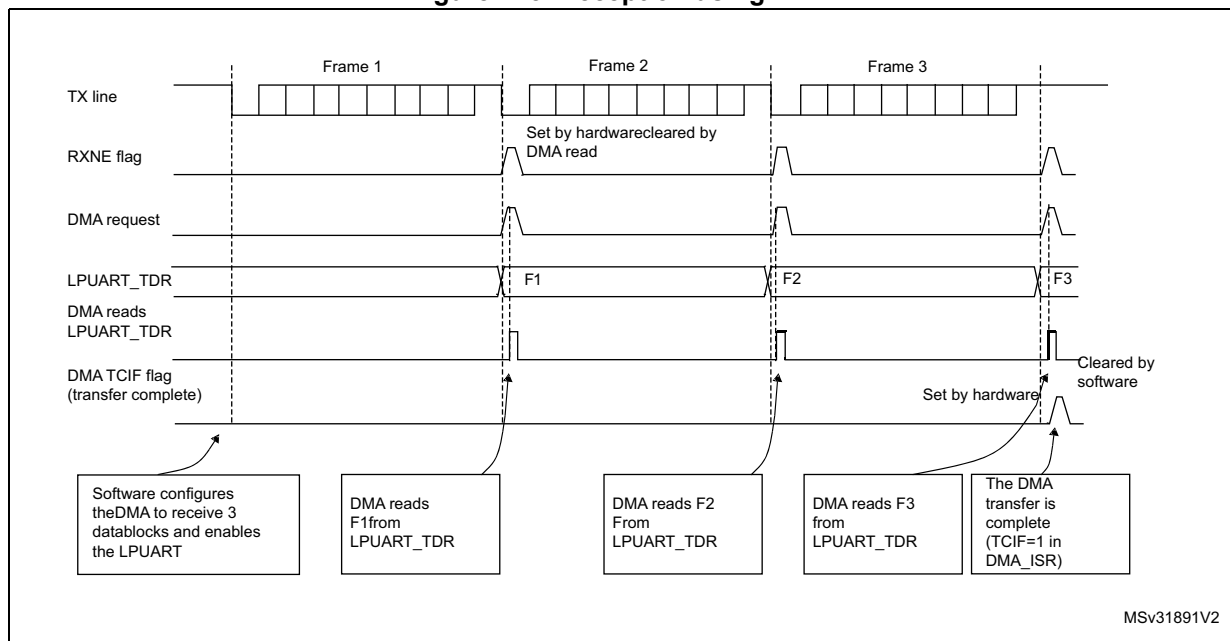 Frame 1
Frame 2
Frame 3
TX line
Set by hardwarecleared by
DMA read
RXNE flag
DMA request
LPUART_TDR
F1
F2
F3
DMA reads
LPUART_TDR
Cleared by
software
DMA TCIF flag
(transfer complete)
Set by hardware
Software configures
theDMA to receive 3
datablocks and enables
the LPUART
DMA reads
F1from
LPUART_TDR
DMA reads F2
From
LPUART_TDR
DMA reads F3
from
LPUART_TDR
The DMA
transfer is
complete
(TCIF=1 in
DMA_ISR)
MSv31891V2